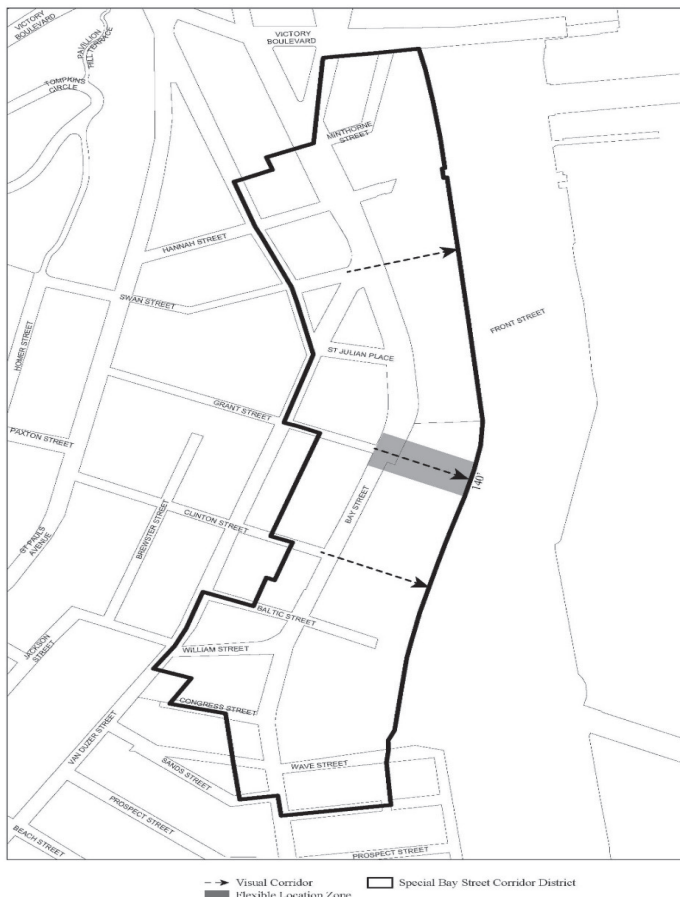 VICTORY
BOULEVARD
PAVILION
HILL TERRACE
VICTORY
BOULEVARD
TOMPKINS
CIRCLE
MINTHORNE
STREET
HANNAH STREET
SWAN STREET
FRONT STREET
HOMER STREET
ST JULIAN PLACE
GRANT STREET
PAXTON STREET
140'
BAY STREET
CLINTON STREET
BREWSTER STREET
ST PAULS
AVENUE
BALTIC STREET
JACKSON
STREET
WILLIAM STREET
CONGRESS STREET
VAN DUZER STREET
WAVE STREET
SANDS STREET
PROSPECT STREET
BEACH STREET
PROSPECT STREET
Visual Corridor
Special Bay Street Corridor District
Flexible Location Zone